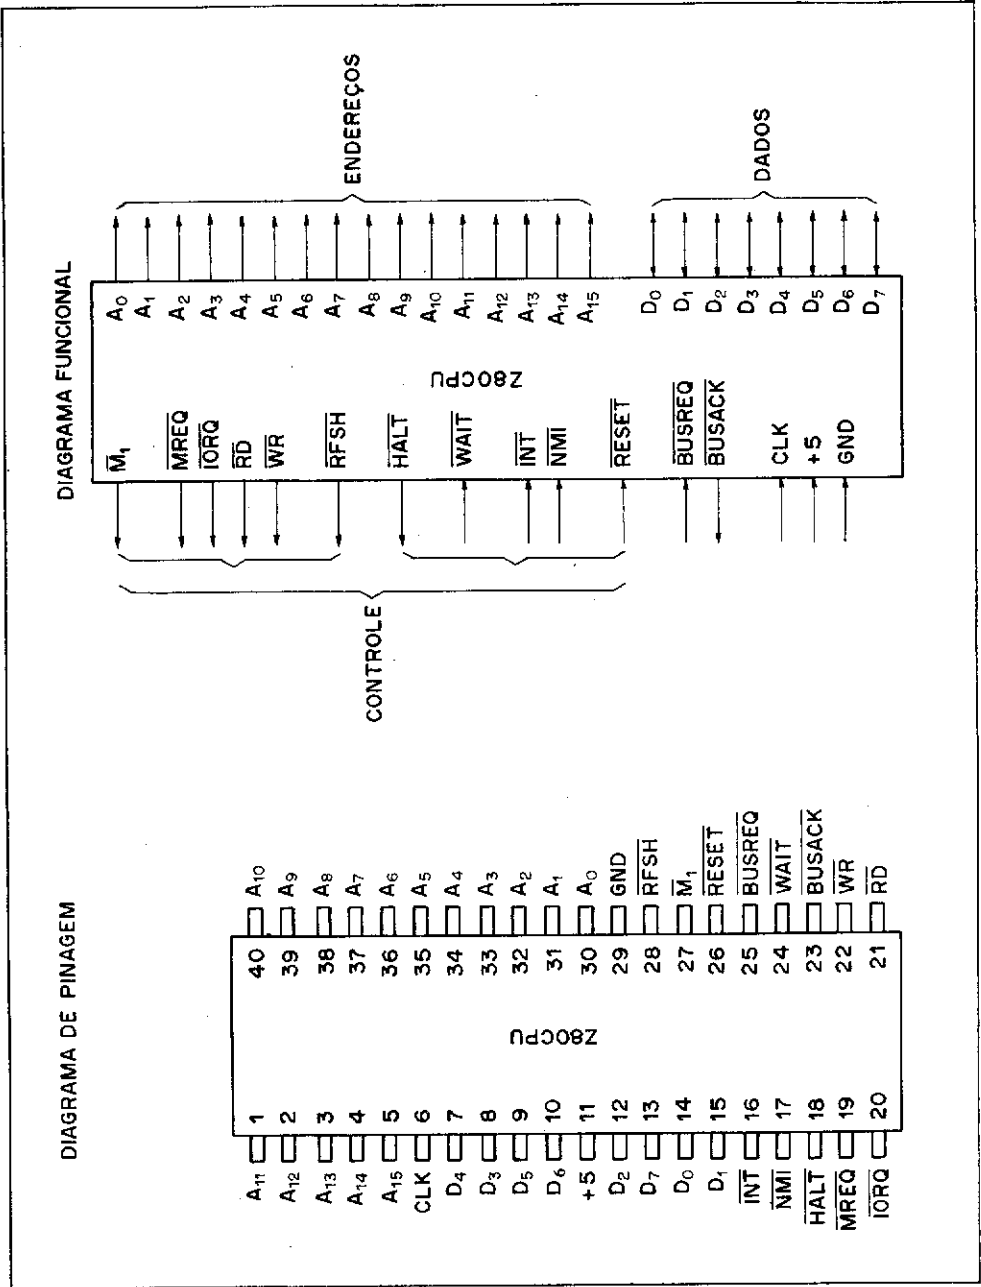 DIAGRAMA DE PINAGEM
A₁₁ 1 40 A₁₀
A₁₂ 2 39 A₉
A₁₃ 3 38 A₈
A₁₄ 4 37 A₇
A₁₅ 5 36 A₆
CLK 6 35 A₅
D₄ 7 34 A₄
D₃ 8 33 A₃
D₅ 9 32 A₂
D₆ 10 31 A₁
+5 11 30 A₀
D₂ 12 29 GND
D₇ 13 28 RFSH
D₀ 14 27 M₁
D₁ 15 26 RESET
INT 16 25 BUSREQ
NMI 17 24 WAIT
HALT 18 23 BUSACK
MREQ 19 22 WR
IORQ 20 21 RD
Z80CPU
DIAGRAMA FUNCIONAL
CONTROLE
M₁
MREQ
IORQ
RD
WR
RFSH
HALT
WAIT
INT
NMI
RESET
BUSREQ
BUSACK
CLK
+5
GND
Z80CPU
A₀
A₁
A₂
A₃
A₄
A₅
A₆
A₇
A₈
A₉
A₁₀
A₁₁
A₁₂
A₁₃
A₁₄
A₁₅
D₀
D₁
D₂
D₃
D₄
D₅
D₆
D₇
ENDEREÇOS
DADOS